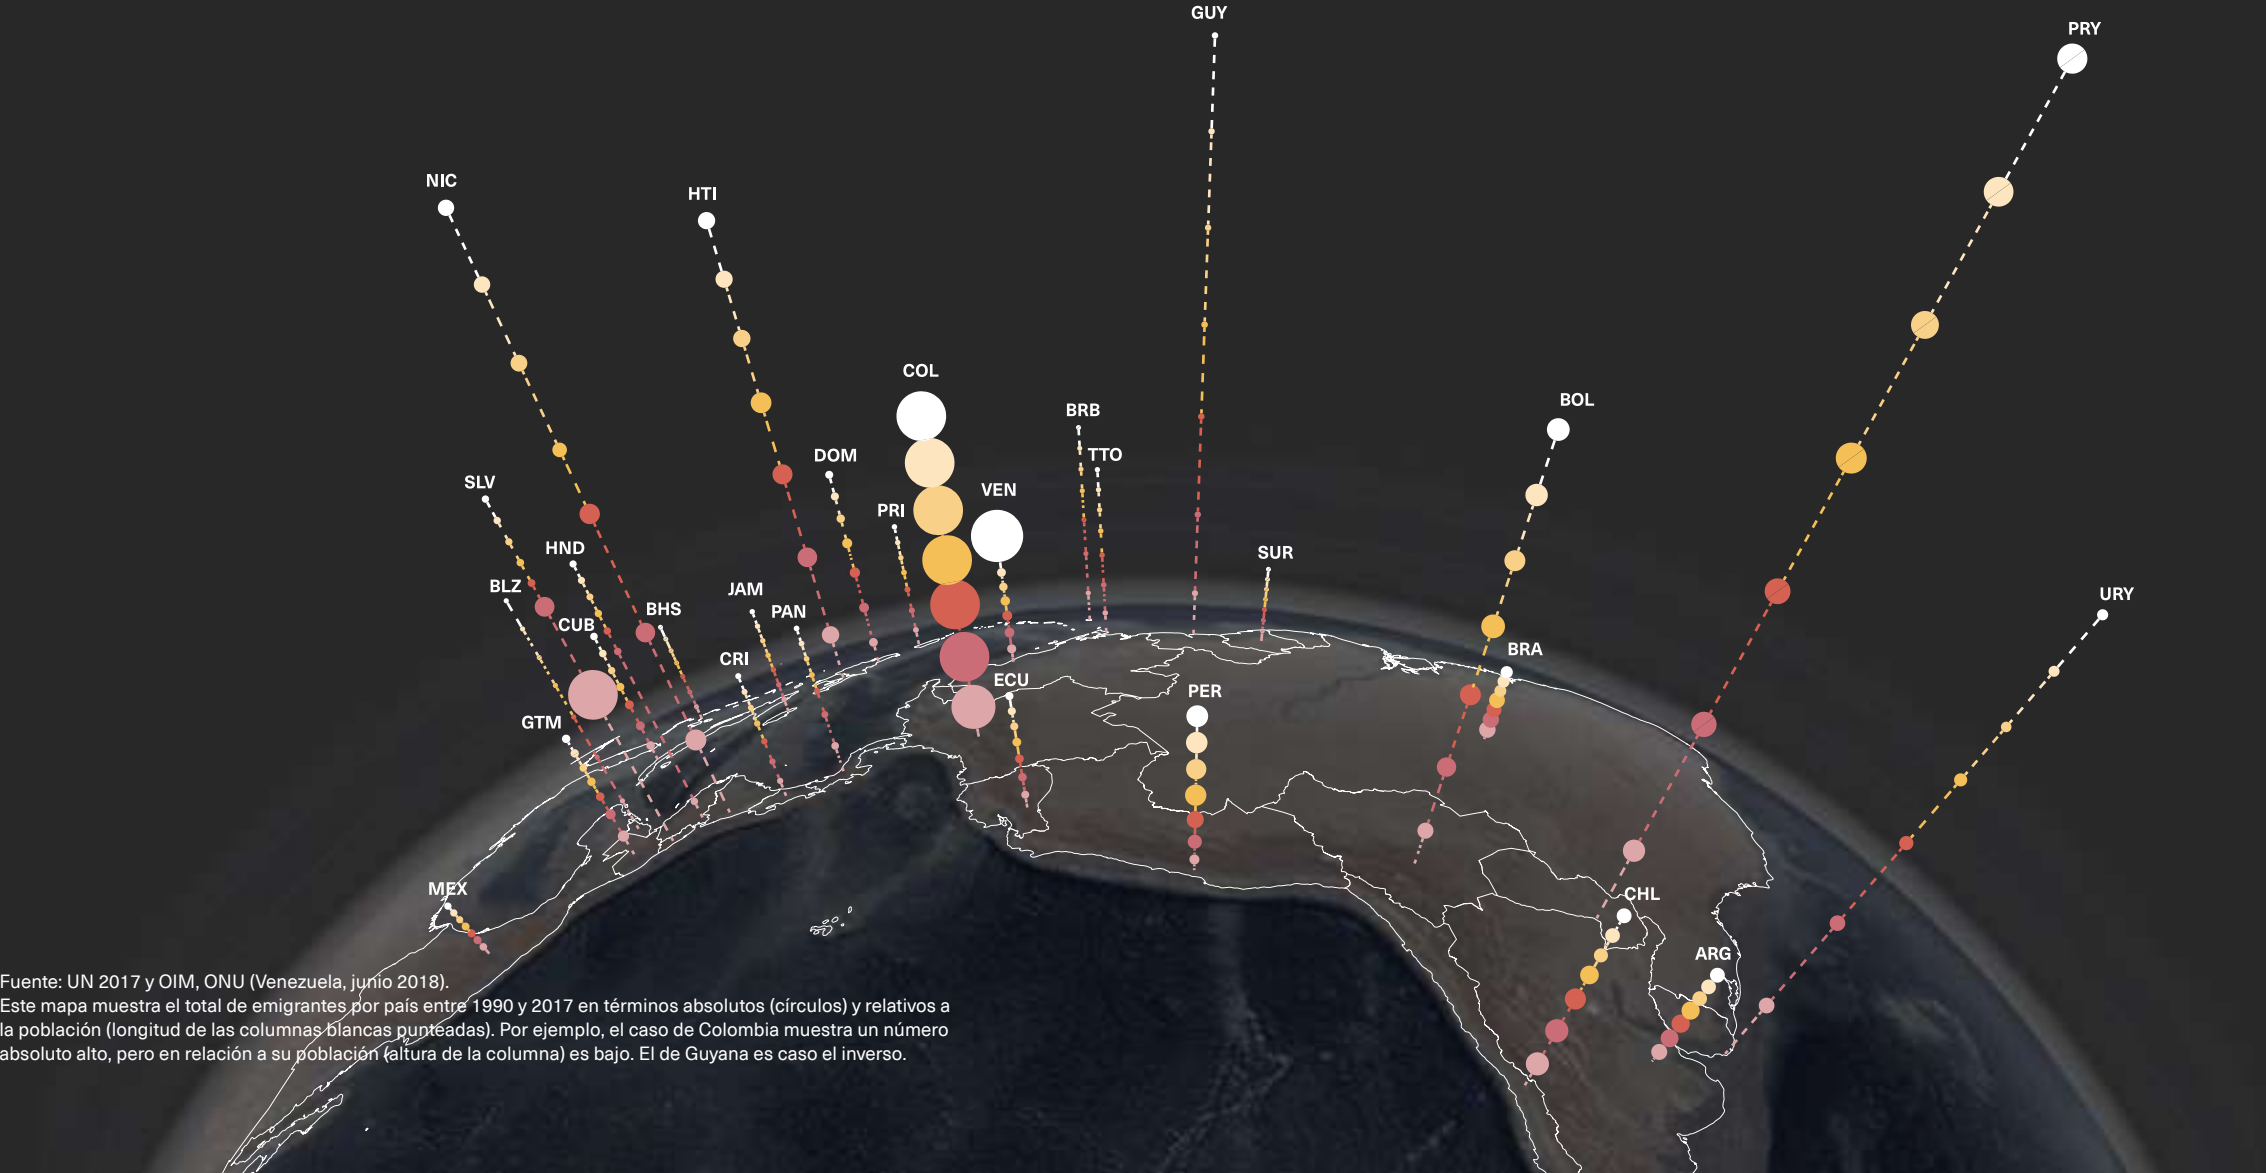 GUY
PRY
NIC
HTI
COL
BOL
BRB
DOM
TTO
SLV
VEN
PRI
HND
SUR
BLZ
JAM
URY
BHS
PAN
CUB
BRA
CRI
ECU
PER
GTM
MEX
CHL
ARG
Fuente: UN 2017 y OIM, ONU (Venezuela, junio 2018).
Este mapa muestra el total de emigrantes por país entre 1990 y 2017 en términos absolutos (círculos) y relativos a
la población (longitud de las columnas blancas punteadas). Por ejemplo, el caso de Colombia muestra un número
absoluto alto, pero en relación a su población (altura de la columna) es bajo. El de Guyana es caso el inverso.